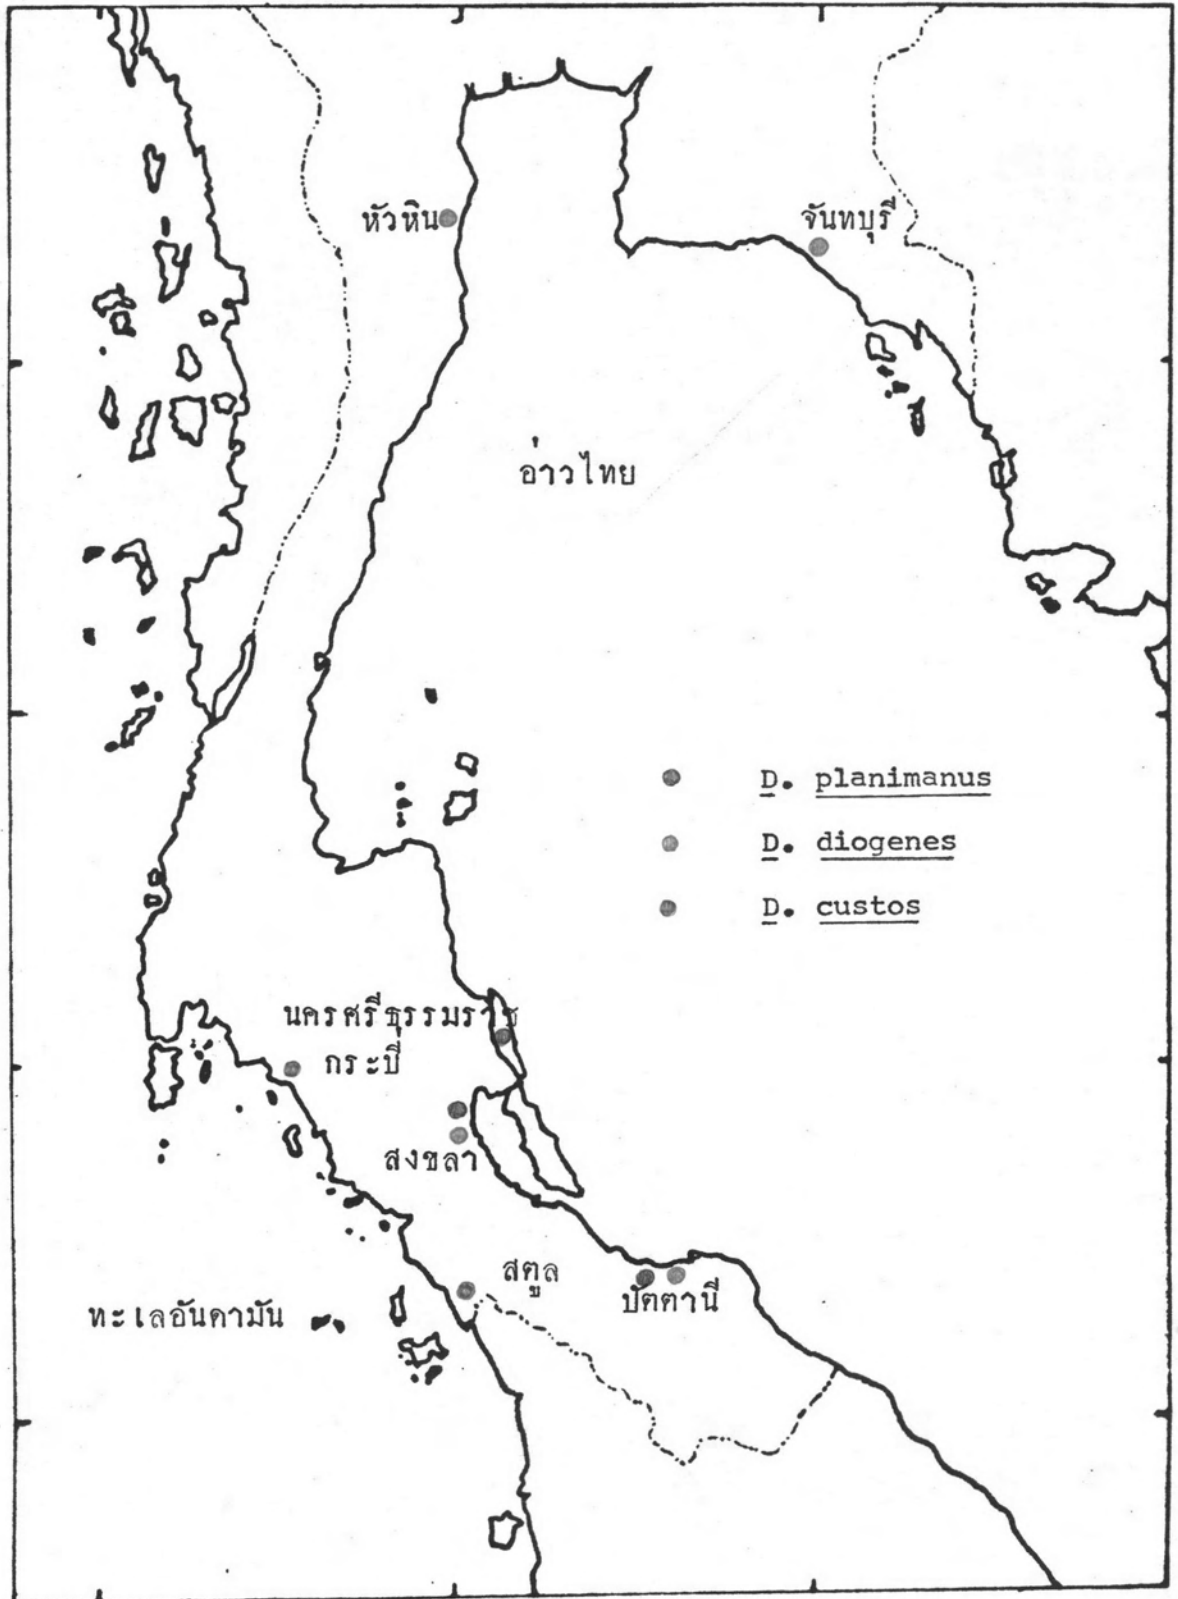 หัวหิน
จันทบุรี
อ่าวไทย
D. planimanus
D. diogenes
D. custos
นครศรีธรรมราช
กระบี่
สงขลา
สตูล
ปัตตานี
ทะเลอันดามัน